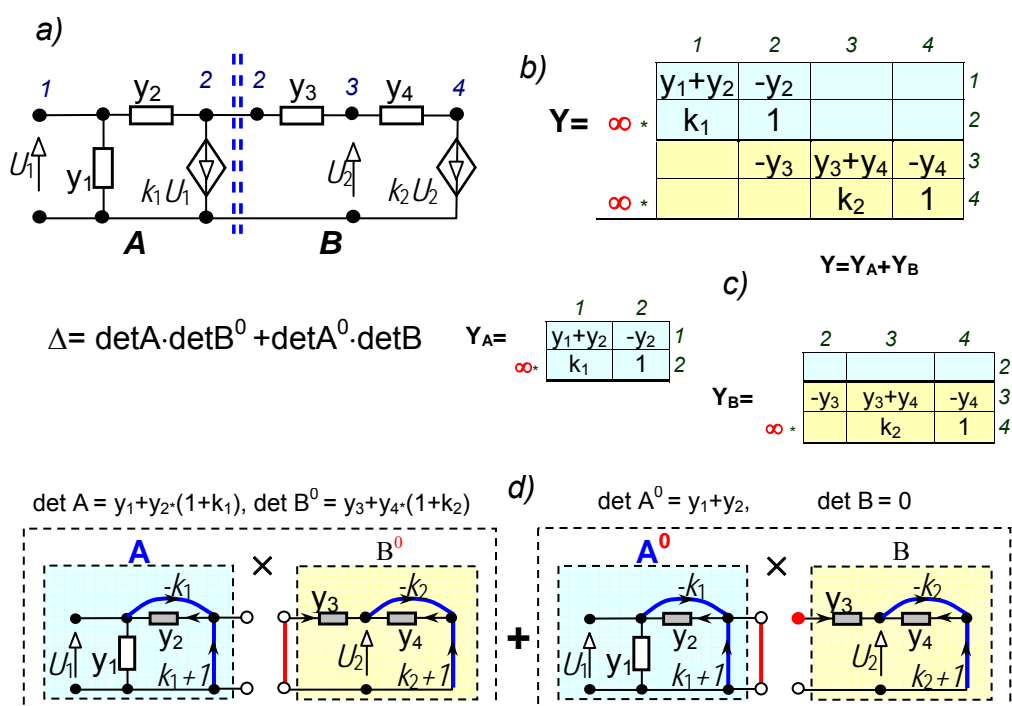 a)
1 y2 2 2 y3 3 y4 4
U1 y1 k1U1 U2 k2U2
A B
b)
1 2 3 4
y1+y2 -y2 1
Y= ∞ * k1 1 2
-y3 y3+y4 -y4 3
∞ * k2 1 4
Y=YA+YB
c)
Δ= detA·detB⁰ +detA⁰·detB
1 2
YA= y1+y2 -y2 1
∞* k1 1 2
2 3 4
2
YB= -y3 y3+y4 -y4 3
∞ * k2 1 4
d)
det A = y1+y2*(1+k1), det B⁰ = y3+y4*(1+k2)
det A⁰ = y1+y2, det B = 0
A × B⁰
-k1 y3 -k2
U1 y1 y2 k1+1 U2 y4 k2+1
+
A⁰ × B
-k1 y3 -k2
U1 y1 y2 k1+1 U2 y4 k2+1